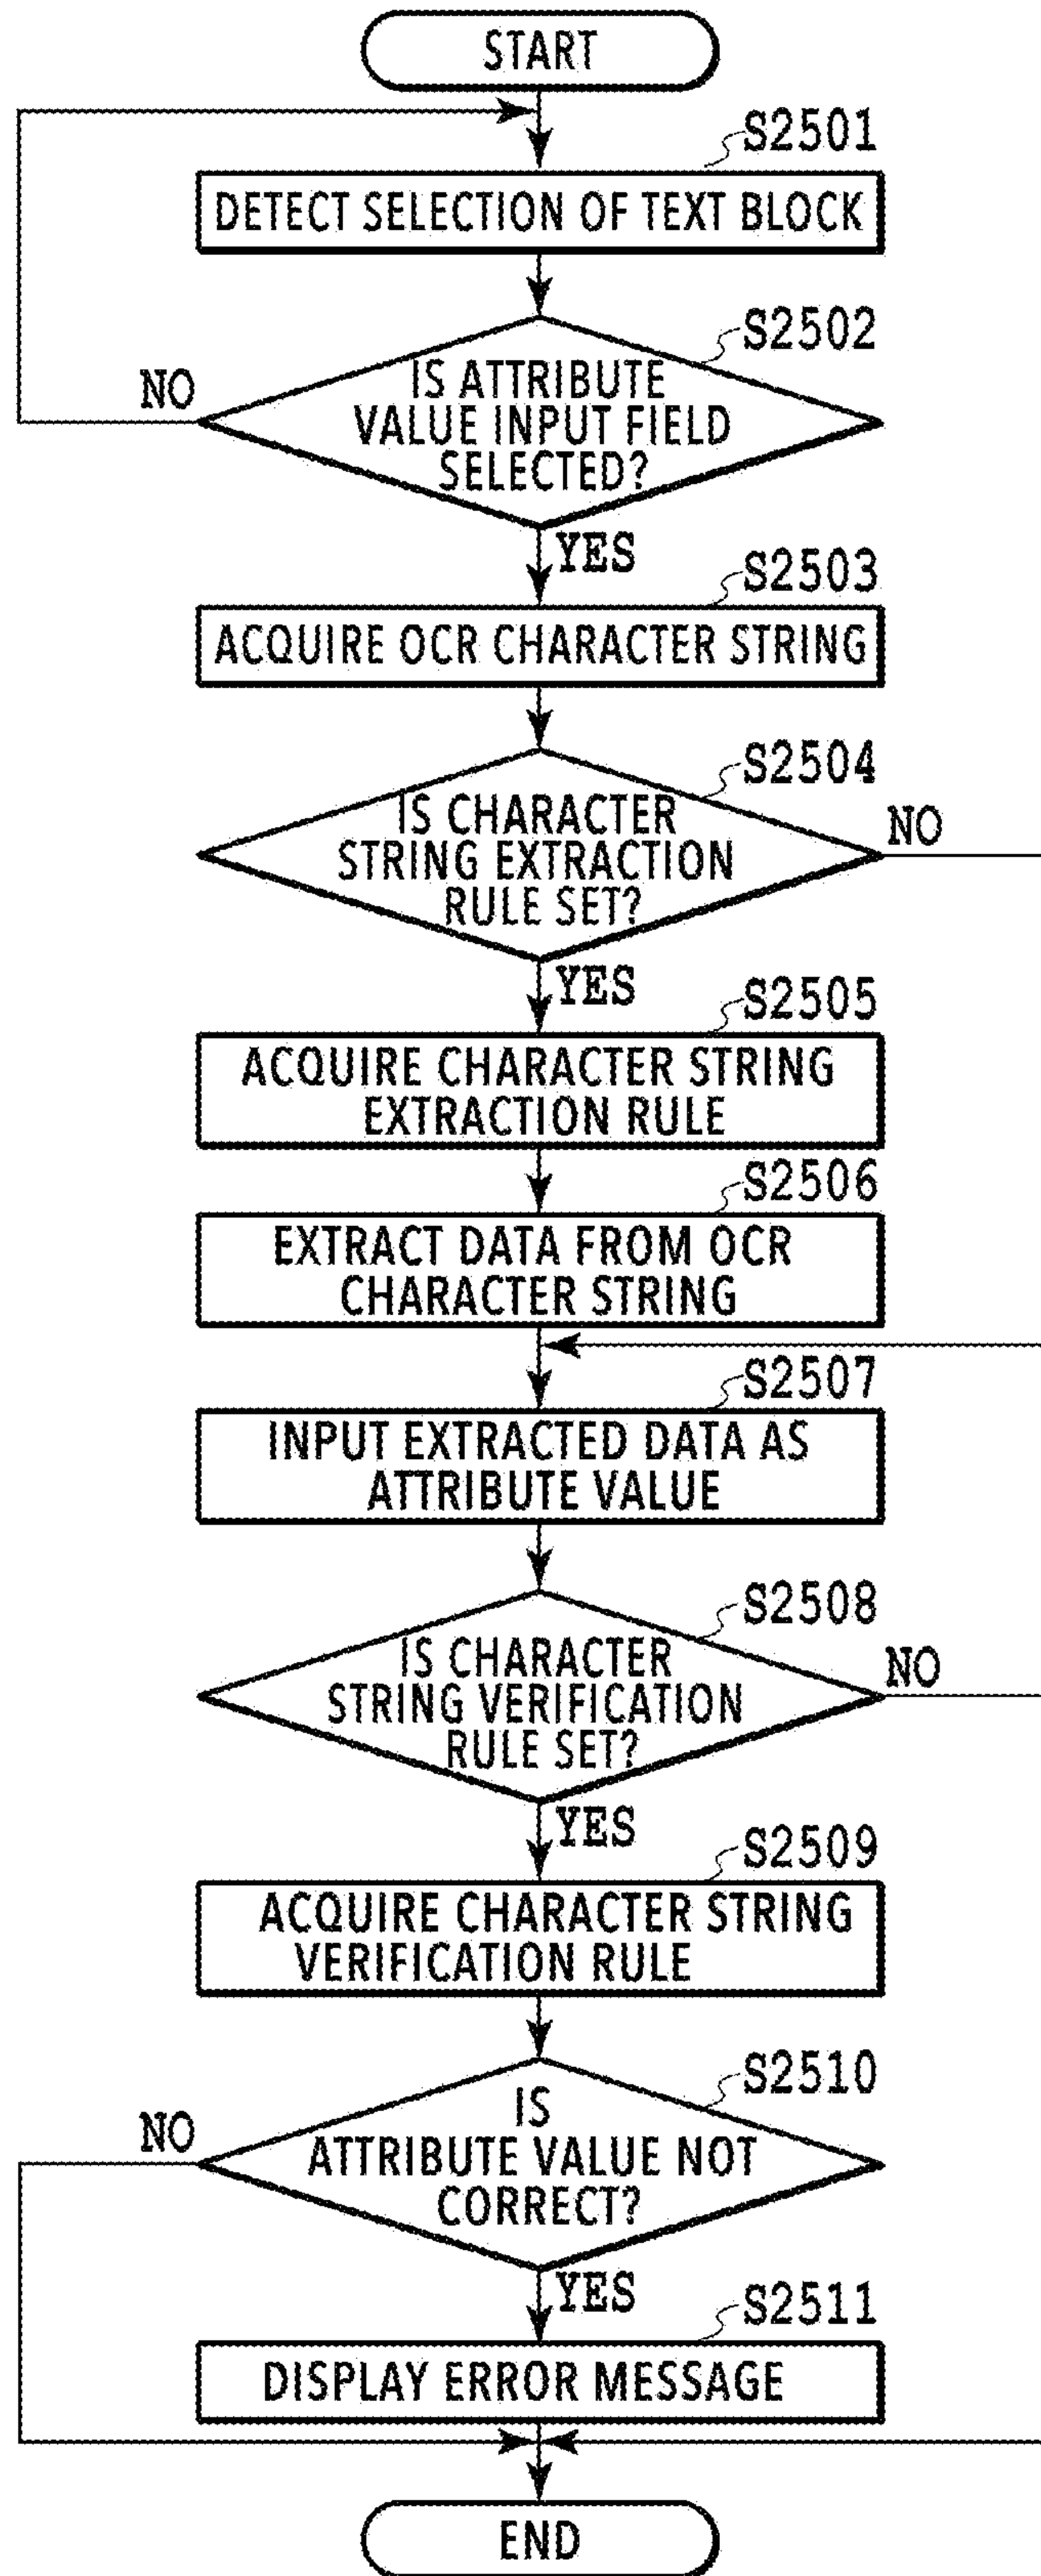 START
S2501
DETECT SELECTION OF TEXT BLOCK
S2502
NO
IS ATTRIBUTE
VALUE INPUT FIELD
SELECTED?
YES
S2503
ACQUIRE OCR CHARACTER STRING
S2504
IS CHARACTER
STRING EXTRACTION
RULE SET?
NO
YES
S2505
ACQUIRE CHARACTER STRING
EXTRACTION RULE
S2506
EXTRACT DATA FROM OCR
CHARACTER STRING
S2507
INPUT EXTRACTED DATA AS
ATTRIBUTE VALUE
S2508
IS CHARACTER
STRING VERIFICATION
RULE SET?
NO
YES
S2509
ACQUIRE CHARACTER STRING
VERIFICATION RULE
S2510
NO
IS
ATTRIBUTE VALUE NOT
CORRECT?
YES
S2511
DISPLAY ERROR MESSAGE
END